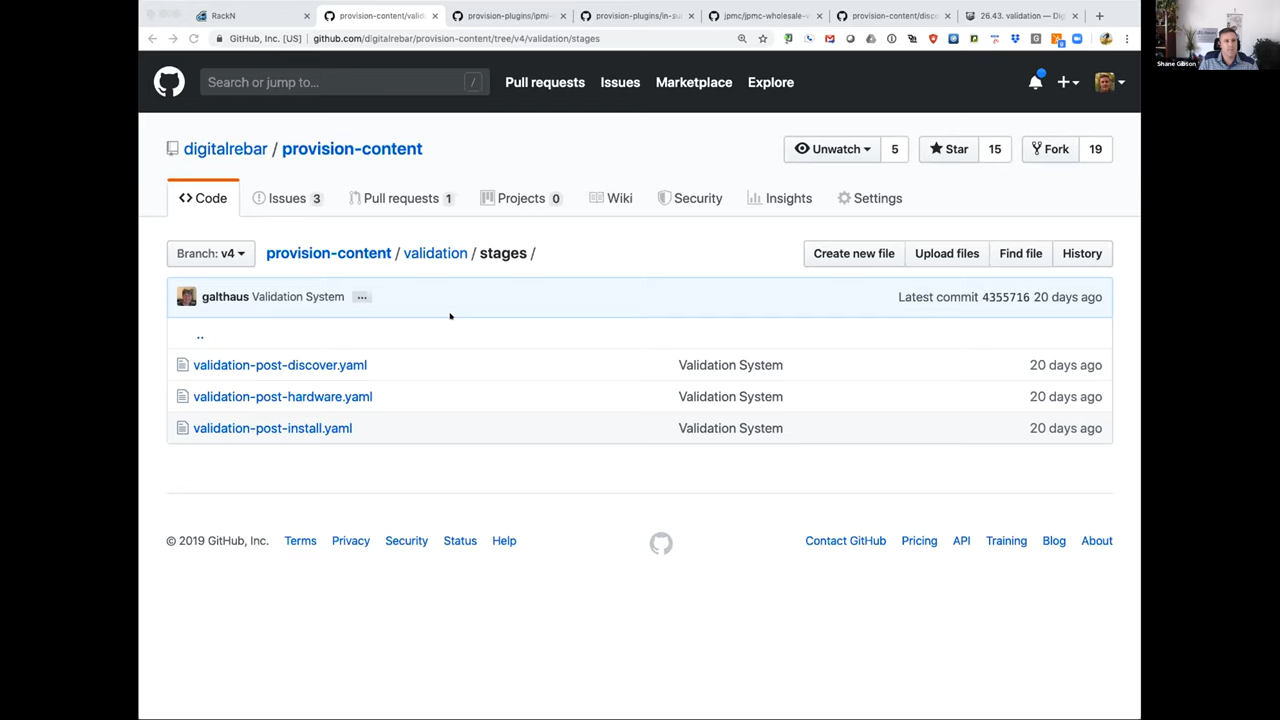 RackN
provision-content/valid
provision-plugins/ipmi-
provision-plugins/in-su
jpmc/jpmc-wholesale-v
provision-content/disco
26.43. validation — Dig
GitHub, Inc. [US]
github.com/digitalrebar/provision-content/tree/v4/validation/stages
Shane Gibson
Search or jump to...
/
Pull requests
Issues
Marketplace
Explore
digitalrebar / provision-content
Unwatch 5
Star 15
Fork 19
Code
Issues 3
Pull requests 1
Projects 0
Wiki
Security
Insights
Settings
Branch: v4
provision-content / validation / stages /
Create new file
Upload files
Find file
History
galthaus Validation System ...
Latest commit 4355716 20 days ago
..
validation-post-discover.yaml Validation System 20 days ago
validation-post-hardware.yaml Validation System 20 days ago
validation-post-install.yaml Validation System 20 days ago
© 2019 GitHub, Inc. Terms Privacy Security Status Help
Contact GitHub Pricing API Training Blog About